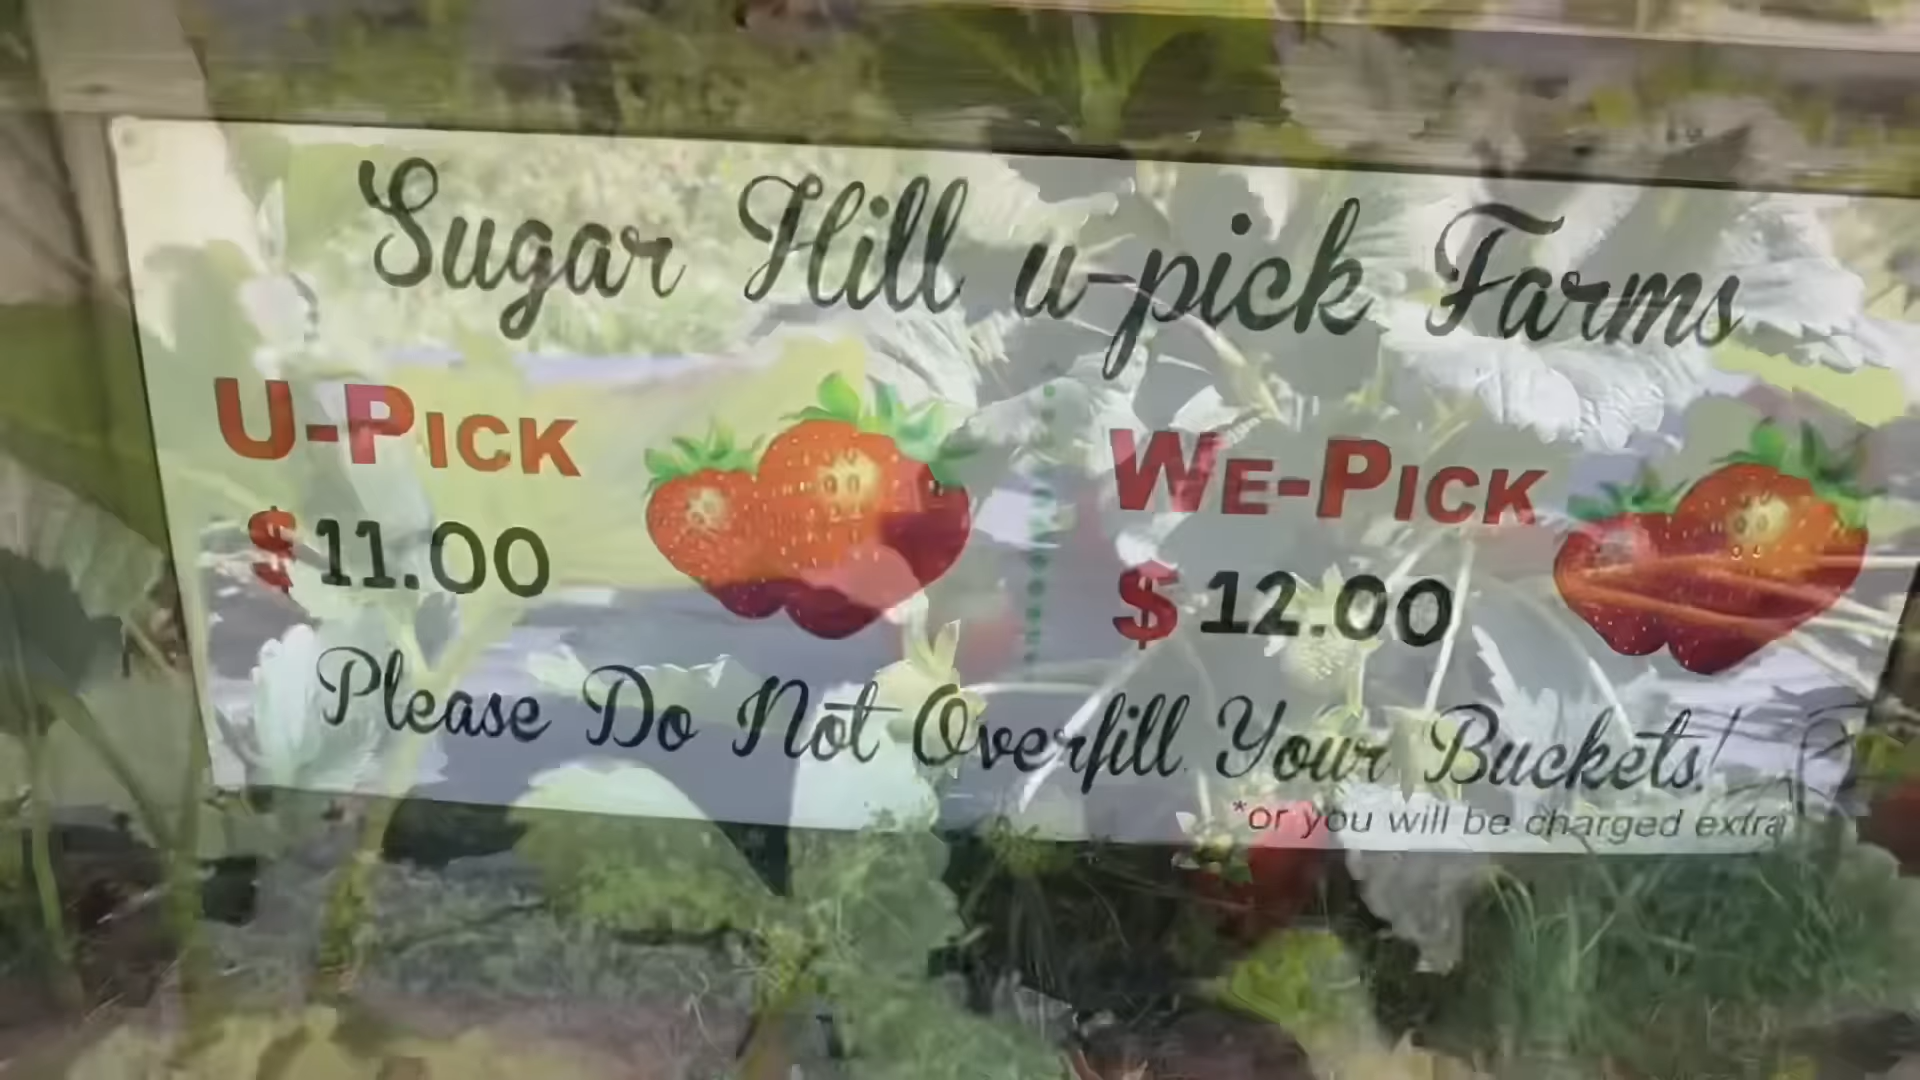 Sugar Hill u-pick Farms
U-PICK
$ 11.00
WE-PICK
$ 12.00
Please Do Not Overfill Your Buckets!
*or you will be charged extra